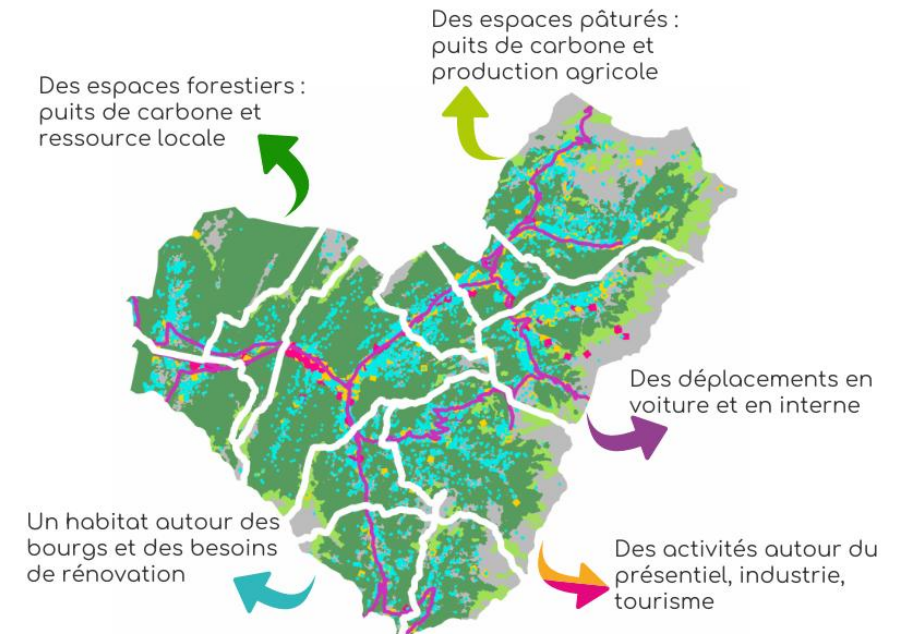 Des espaces pâturés :
puits de carbone et
production agricole
Des espaces forestiers :
puits de carbone et
ressource locale
Des déplacements en
voiture et en interne
Un habitat autour des
bourgs et des besoins
de rénovation
Des activités autour du
présentiel, industrie,
tourisme